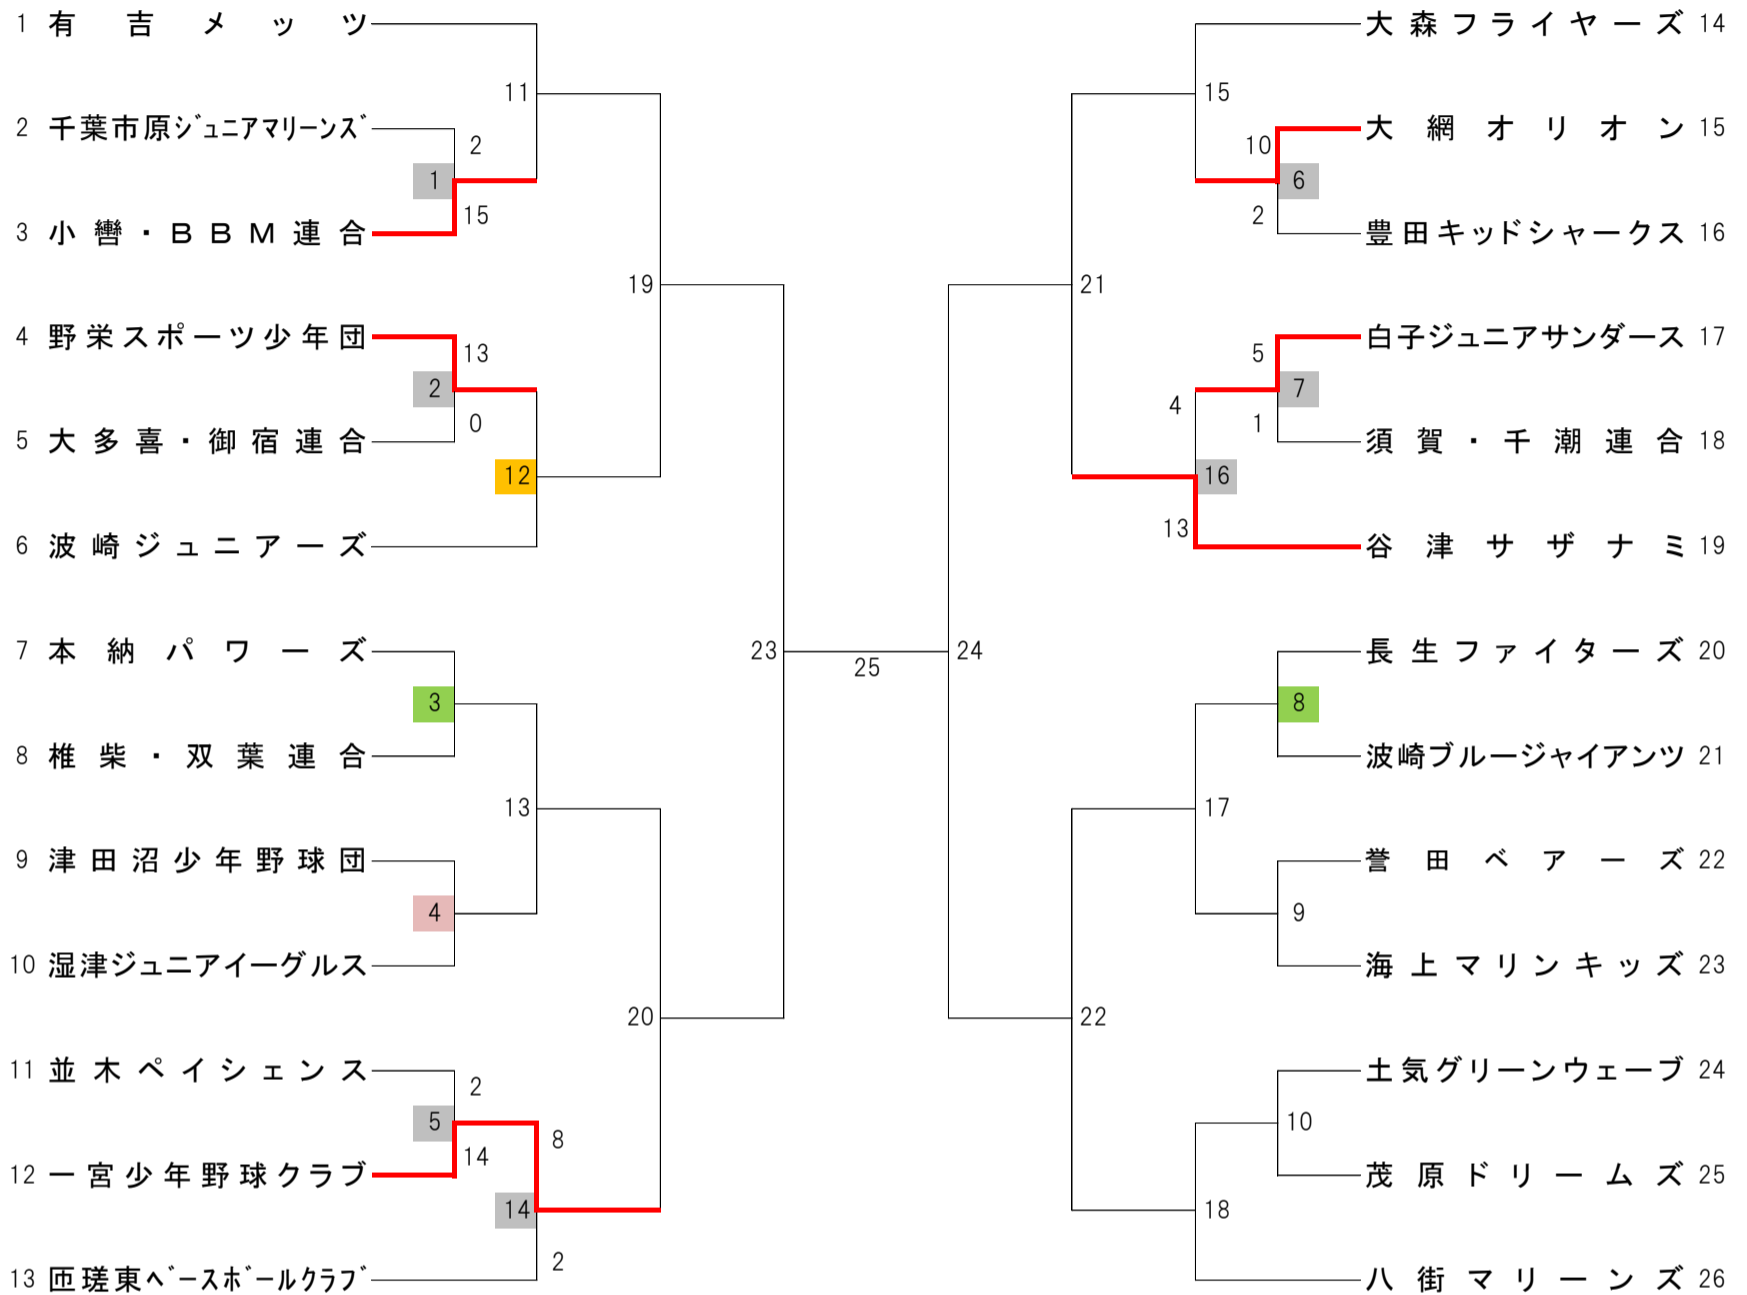 1 有吉メッツ
大森フライヤーズ 14
11
15
2 千葉市原ジュニアマリーンズ
2
10
大網オリオン 15
1
6
3 小轡・BBM連合
15
2
豊田キッドシャークス 16
19
21
4 野栄スポーツ少年団
13
5
白子ジュニアサンダース 17
2
7
4
5 大多喜・御宿連合
0
1
須賀・千潮連合 18
12
16
13
6 波崎ジュニアーズ
谷津サザナミ 19
7 本納パワーズ
23
25
24
長生ファイターズ 20
3
8
8 椎柴・双葉連合
波崎ブルージャイアンツ 21
13
17
9 津田沼少年野球団
誉田ベアーズ 22
4
9
10 湿津ジュニアイーグルス
海上マリンキッズ 23
20
22
11 並木ペイシェンス
2
土気グリーンウェーブ 24
5
10
8
12 一宮少年野球クラブ
14
茂原ドリームズ 25
14
18
2
13 匝瑳東ベースボールクラブ
八街マリーンズ 26